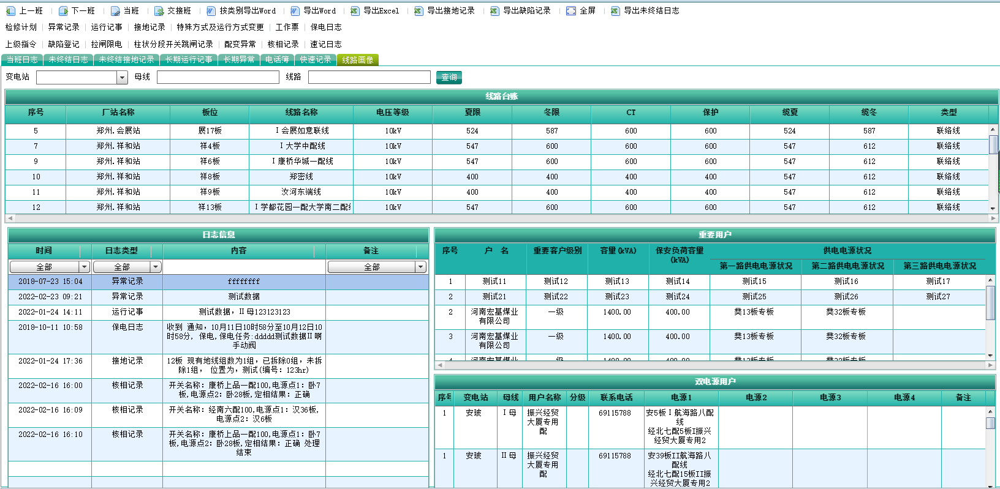 上一班 下一班 当班 交接班 按类别导出Word 导出Word 导出Excel 导出接地记录 导出缺陷记录 全屏 导出未终结日志
检修计划 异常记录 运行记事 接地记录 特殊方式及运行方式变更 工作票 保电日志
上级指令 缺陷登记 拉闸限电 柱状分段开关跳闸记录 配变异常 核相记录 速记日志
当班日志 未终结日志 未终结接地记录 长期运行记事 长期异常 电话簿 快速记录 线路画像
变电站 母线 线路 查询
线路台账
序号 厂站名称 板位 线路名称 电压等级 夏限 冬限 CT 保护 缆夏 缆冬 类型
5 郑州.会展站 展17板 Ⅰ会展如意联线 10kV 524 587 600 600 524 587 联络线
7 郑州.祥和站 祥4板 Ⅰ大学中配线 10kV 547 600 600 600 547 612 联络线
9 郑州.祥和站 祥6板 Ⅰ康桥华城一配线 10kV 547 600 600 600 547 612 联络线
10 郑州.祥和站 祥8板 郑密线 10kV 400 400 400 400 547 612 联络线
11 郑州.祥和站 祥9板 汝河东端线 10kV 400 400 400 400 547 612 联络线
12 郑州.祥和站 祥13板 Ⅰ学都花园一配大学南二配 10kV 547 600 600 600 547 612 联络线
日志信息
时间 日志类型 内容 备注
全部 全部 全部
2018-07-23 15:04 异常记录 ffffffff
2022-02-23 09:21 异常记录 测试数据
2022-01-24 14:11 运行记事 测试数据，Ⅱ母123123123
2018-10-11 10:58 保电日志 收到 通知，10月11日10时58分至10月12日10
时58分, 保电,保电任务:ddddd测试数据Ⅱ啊
手动阀
2022-01-24 17:36 接地记录 12板 现有地线组数为1组，已拆除0组，未拆
除1组， 位置为，测试(编号：123hr)
2022-02-16 16:00 核相记录 开关名称：康桥上品一配100,电源点1：卧7
板,电源点2：卧28板,定相结果：正确
2022-02-16 16:09 核相记录 开关名称：经南六配100,电源点1：汉36板,
电源点2：汉6板
2022-02-16 16:10 核相记录 开关名称：康桥上品一配100,电源点1：卧7
板,电源点2：卧28板,定相结果：正确 处理
结束
重要用户
序号 户 名 重要客户级别 容量(kVA) 保安负荷容量
(kVA) 供电电源状况
第一路供电电源状况 第二路供电电源状况 第三路供电电源状况
1 测试11 测试12 测试13 测试14 测试15 测试16 测试17
2 测试21 测试22 测试23 测试24 测试25 测试26 测试27
2 河南宏基煤业
有限公司 一级 1400.00 400.00 樊13板专板 樊32板专板
3 河南宏基煤业
有限公司 一级 1400.00 400.00 樊13板专板 樊32板专板
4 河南宏基煤业 一级 1400.00 400.00 樊13板专板 樊32板专板
双电源用户
序号 变电站 母线 用户名称 分级 联系电话 电源1 电源2 电源3 电源4 备注
1 安玻 Ⅰ母 振兴经贸
大厦专用
配 69115788 安5板Ⅰ航海路八配
线
经北七配5板I振兴
经贸大厦专用2
1 安玻 Ⅱ母 振兴经贸
大厦专用
配 69115788 安39板II航海路八
配线
经北七配15板II振
兴经贸大厦专用2